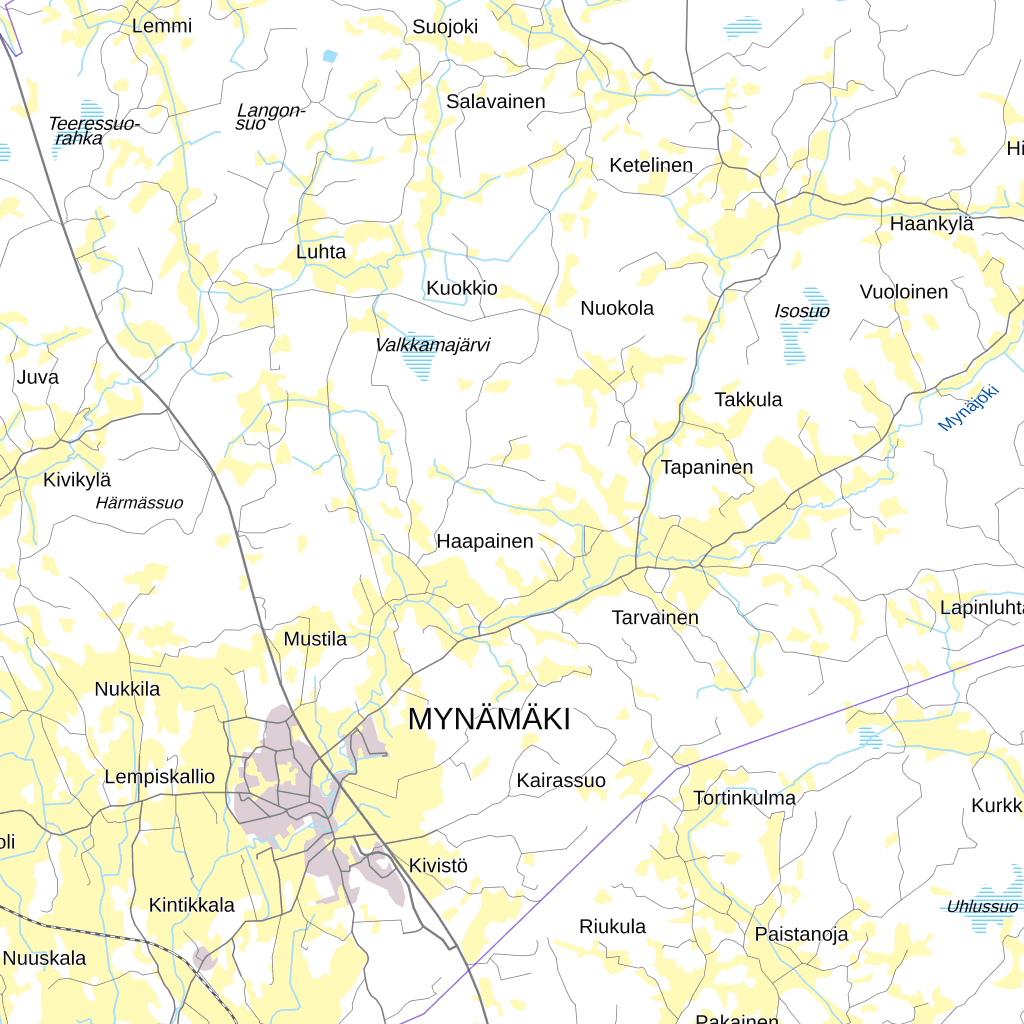 Lemmi
Suojoki
Salavainen
Langon-
suo
Teeressuo-
rahka
Ketelinen
Haankylä
Luhta
Kuokkio
Nuokola
Vuoloinen
Isosuo
Valkkamajärvi
Juva
Takkula
Mynäjoki
Tapaninen
Kivikylä
Härmässuo
Haapainen
Tarvainen
Lapinluhta
Mustila
Nukkila
MYNÄMÄKI
Lempiskallio
Kairassuo
Tortinkulma
Kurkk
oli
Kivistö
Kintikkala
Uhlussuo
Riukula
Paistanoja
Nuuskala
Pakainen